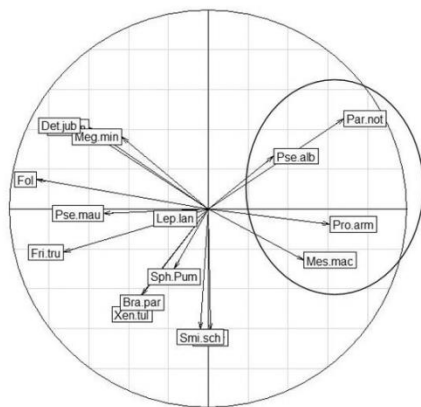 Par.not
Det.jub
Meg.min
Pse.alb
Fol
Pse.mau
Lep.lan
Pro.arm
Fri.tru
Mes.mac
Sph.Pum
Bra.par
Xen.tul
Smi.sch